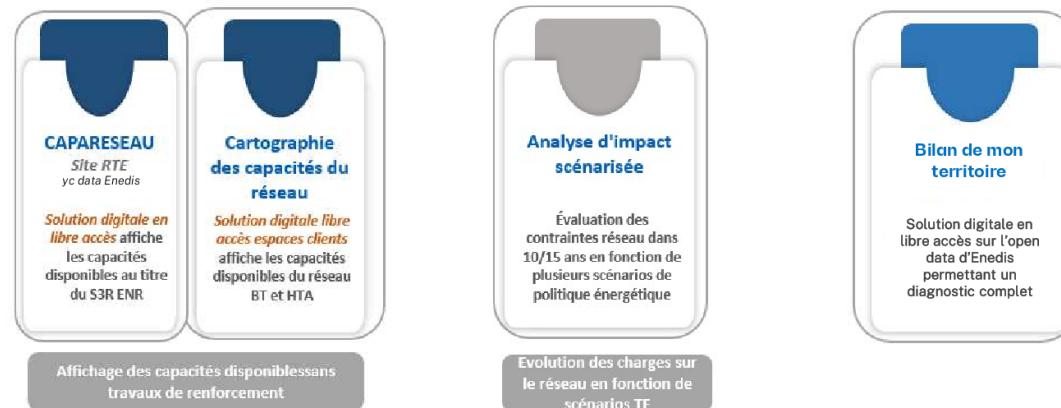 CAPARESEAU
Site RTE
yc data Enedis
Solution digitale en
libre accès affiche
les capacités
disponibles au titre
du S3R ENR
Cartographie
des capacités du
réseau
Solution digitale libre
accès espaces clients
affiche les capacités
disponibles du réseau
BT et HTA
Affichage des capacités disponiblessans
travaux de renforcement
Analyse d'impact
scénarisée
Évaluation des
contraintes réseau dans
10/15 ans en fonction de
plusieurs scénarios de
politique énergétique
Evolution des charges sur
le réseau en fonction de
scénarios TE
Bilan de mon
territoire
Solution digitale en
libre accès sur l'open
data d'Enedis
permettant un
diagnostic complet